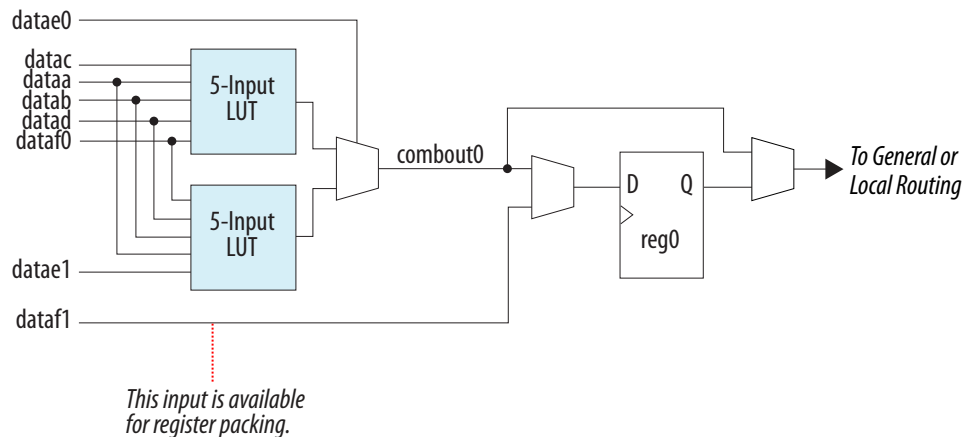 datae0
datac
dataa
datab
datad
dataf0
5-Input
LUT
combout0
To General or
Local Routing
D
Q
reg0
5-Input
LUT
datae1
dataf1
This input is available
for register packing.